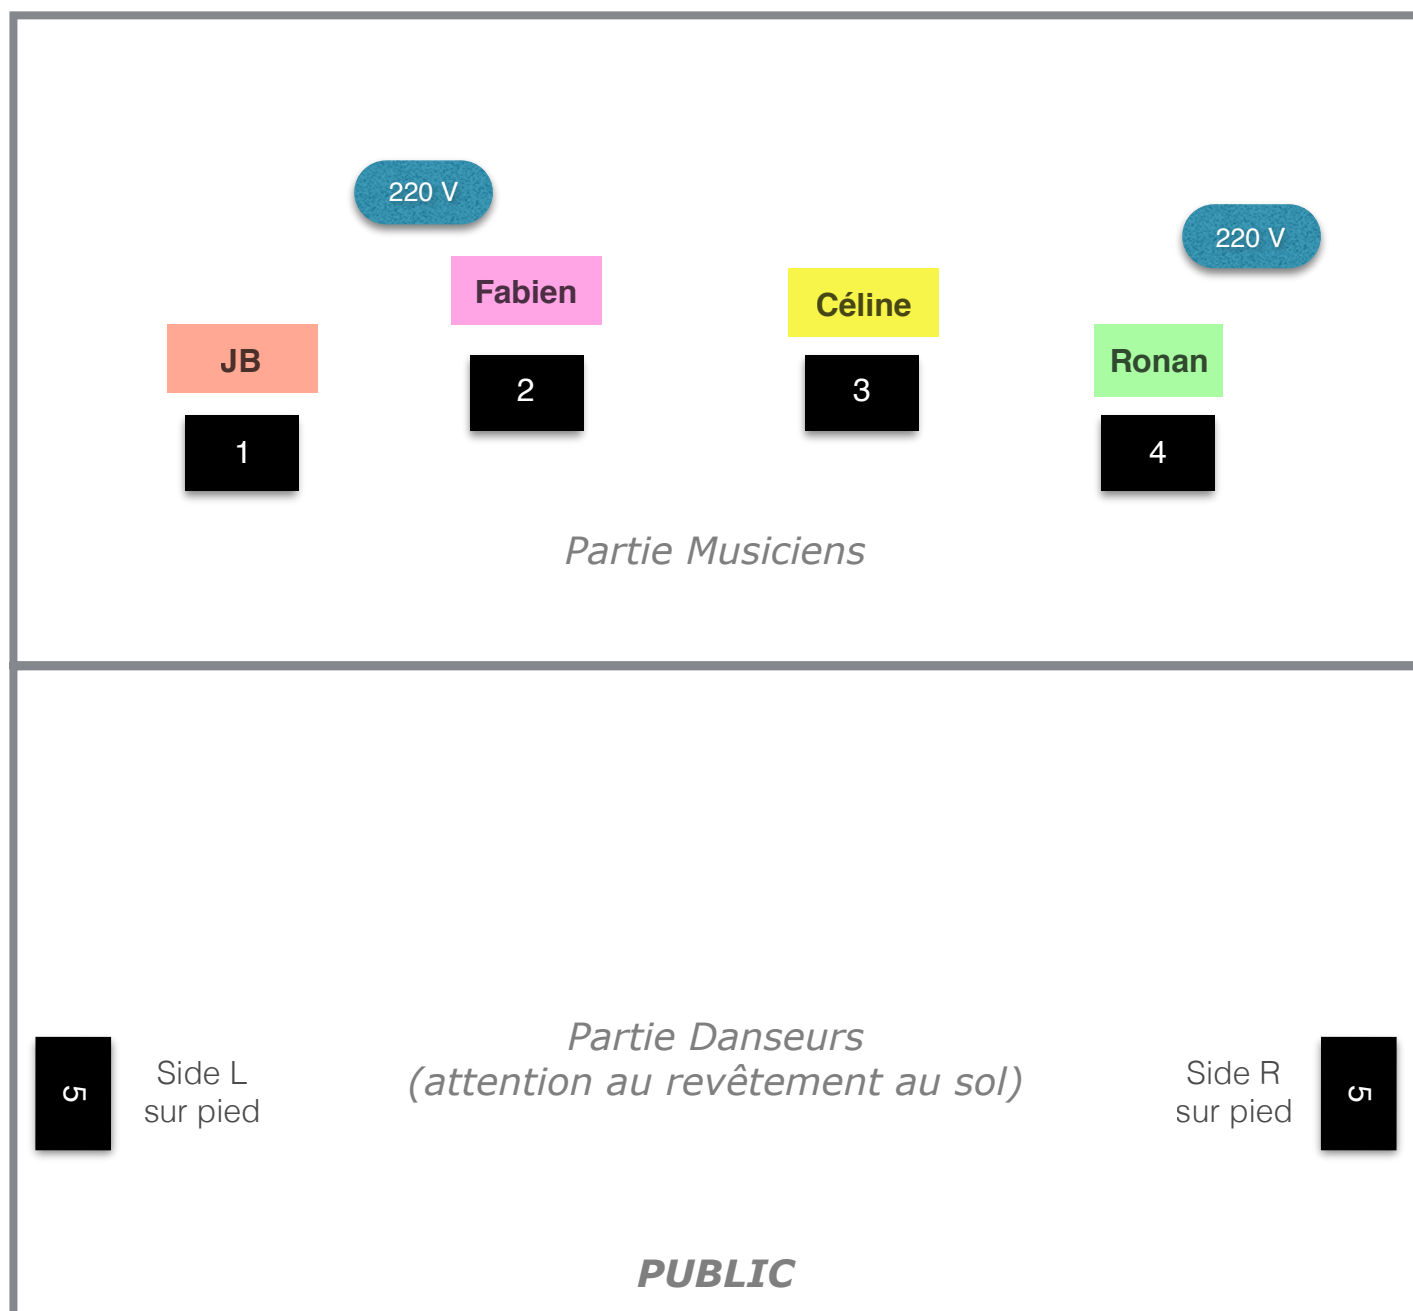 220 V
220 V
Fabien
Céline
JB
Ronan
2
3
1
4
Partie Musiciens
Partie Danseurs
(attention au revêtement au sol)
5
Side L
sur pied
Side R
sur pied
5
PUBLIC